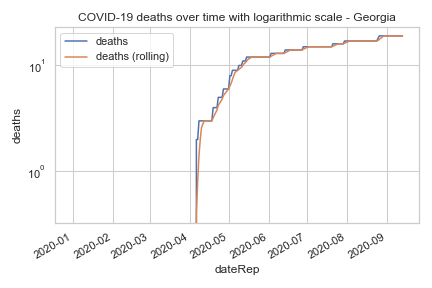 COVID-19 deaths over time with logarithmic scale - Georgia
deaths
deaths (rolling)
10¹
10⁰
deaths
2020-01
2020-02
2020-03
2020-04
2020-05
2020-06
2020-07
2020-08
2020-09
dateRep